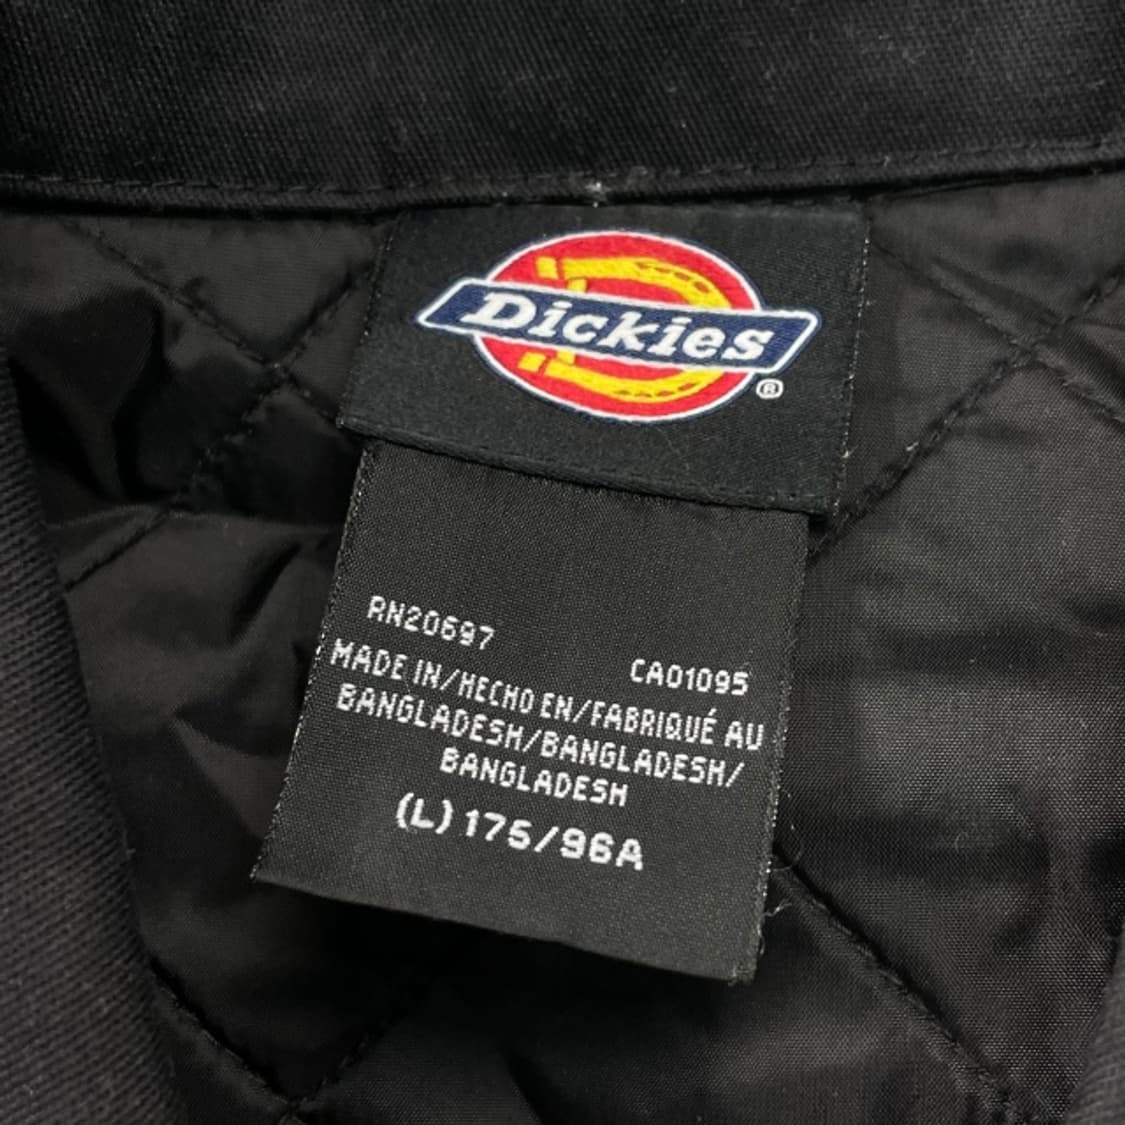 Dickies®
RN20697
CA01095
MADE IN/HECHO EN/FABRIQUÉ AU
BANGLADESH/BANGLADESH/
BANGLADESH
(L) 175/96A